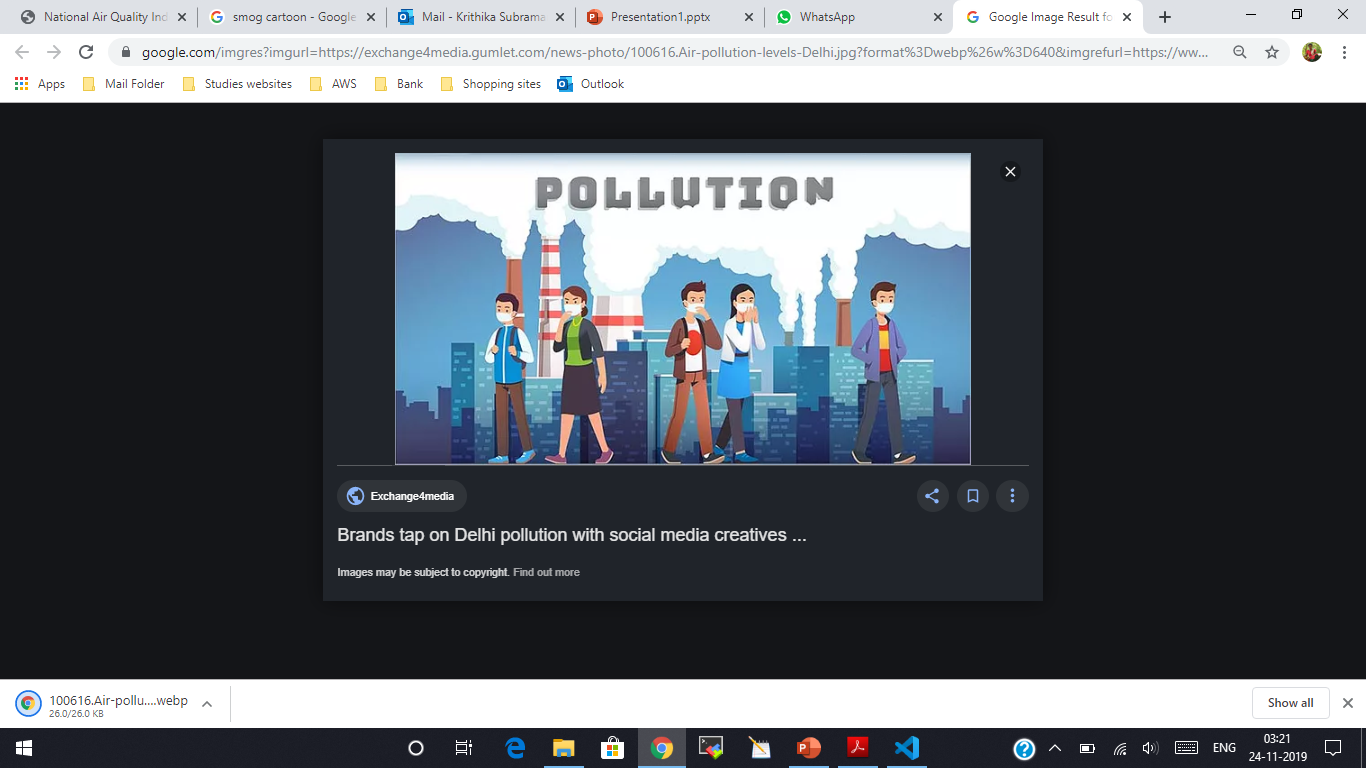 National Air Quality Ind
smog cartoon - Google
Mail - Krithika Subrama
Presentation1.pptx
WhatsApp
Google Image Result fo
google.com/imgres?imgurl=https://exchange4media.gumlet.com/news-photo/100616.Air-pollution-levels-Delhi.jpg?format%3Dwebp%26w%3D640&imgrefurl=https://ww...
Apps
Mail Folder
Studies websites
AWS
Bank
Shopping sites
Outlook
POLLUTION
Exchange4media
Brands tap on Delhi pollution with social media creatives ...
Images may be subject to copyright. Find out more
100616.Air-pollu....webp
26.0/26.0 KB
Show all
ENG
03:21
24-11-2019